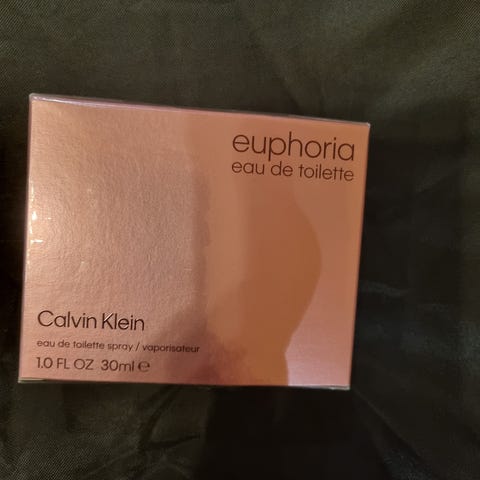 euphoria
eau de toilette
Calvin Klein
eau de toilette spray / vaporisateur
1.0 FL OZ 30ml ℮